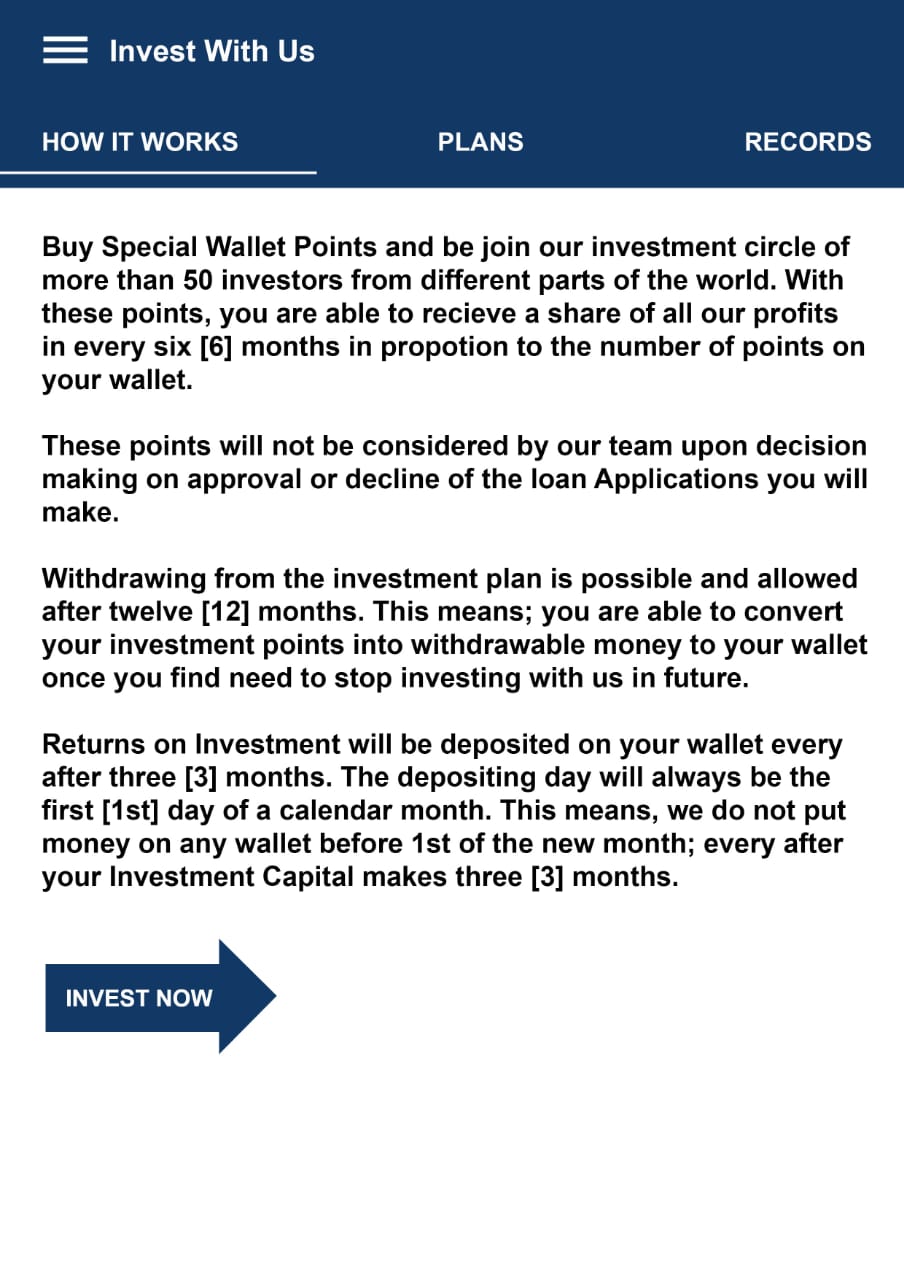 Invest With Us
HOW IT WORKS
PLANS
RECORDS
Buy Special Wallet Points and be join our investment circle of
more than 50 investors from different parts of the world. With
these points, you are able to recieve a share of all our profits
in every six [6] months in propotion to the number of points on
your wallet.
These points will not be considered by our team upon decision
making on approval or decline of the loan Applications you will
make.
Withdrawing from the investment plan is possible and allowed
after twelve [12] months. This means; you are able to convert
your investment points into withdrawable money to your wallet
once you find need to stop investing with us in future.
Returns on Investment will be deposited on your wallet every
after three [3] months. The depositing day will always be the
first [1st] day of a calendar month. This means, we do not put
money on any wallet before 1st of the new month; every after
your Investment Capital makes three [3] months.
INVEST NOW